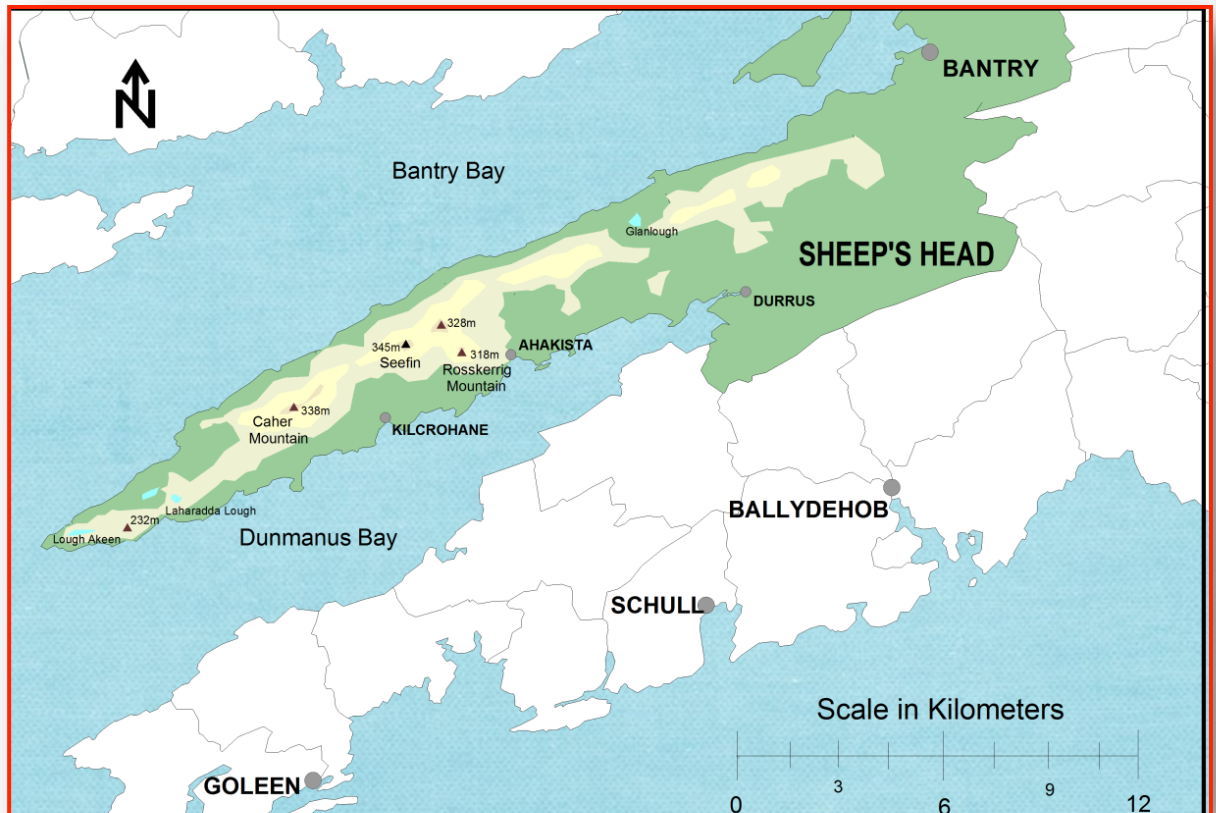 BANTRY
N
Bantry Bay
Glanlough
SHEEP'S HEAD
DURRUS
328m
345m
Seefin
318m
AHAKISTA
Rosskerrig
Mountain
338m
Caher
Mountain
KILCROHANE
Laharadda Lough
232m
Lough Akeen
Dunmanus Bay
BALLYDEHOB
SCHULL
Scale in Kilometers
GOLEEN
0
3
6
9
12